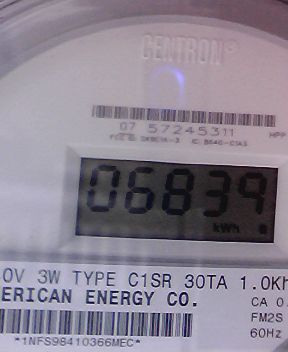 CENTRON®
07 57245311
HPP
06839
kWh
0V 3W TYPE C1SR 30TA 1.0Kh
ERICAN ENERGY CO.
CA 0.
FM2S
60Hz
*1NFS98410366MEC*